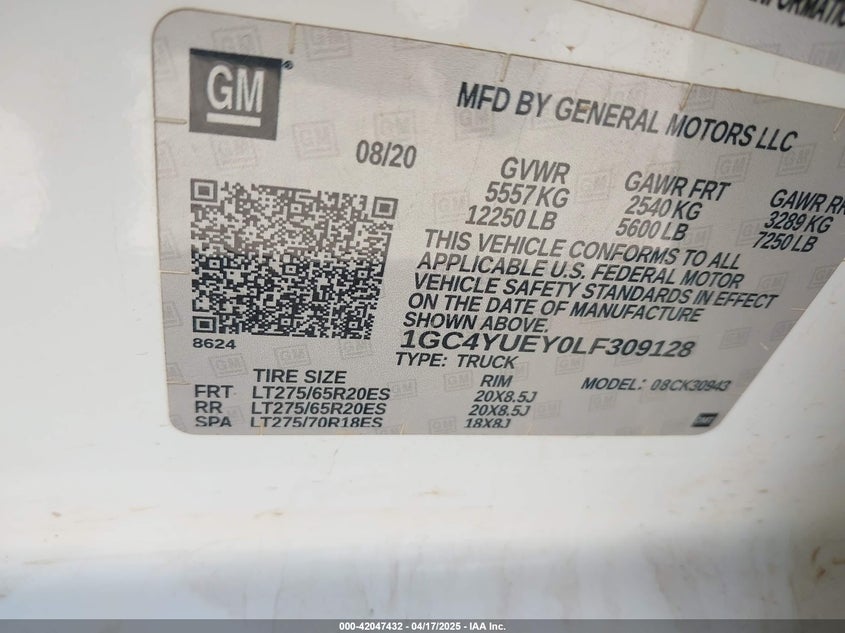 FORMATIO
GM
MFD BY GENERAL MOTORS LLC
08/20
GVWR
5557 KG
12250 LB
GAWR FRT
2540 KG
5600 LB
GAWR RR
3289 KG
7250 LB
THIS VEHICLE CONFORMS TO ALL
APPLICABLE U.S. FEDERAL MOTOR
VEHICLE SAFETY STANDARDS IN EFFECT
ON THE DATE OF MANUFACTURE
SHOWN ABOVE.
1GC4YUEY0LF309128
TYPE: TRUCK
MODEL: 08CK30943
8624
TIRE SIZE RIM
FRT LT275/65R20ES 20X8.5J
RR LT275/65R20ES 20X8.5J
SPA LT275/70R18ES 18X8J
000-42047432 - 04/17/2025 - IAA Inc.